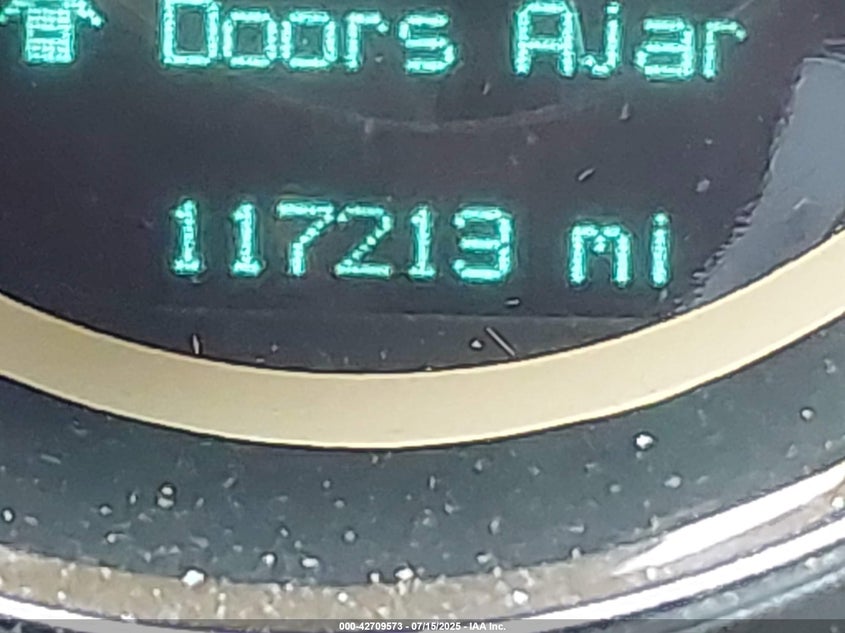 Doors Ajar
117213 mi
000-42709573 - 07/15/2025 - IAA Inc.